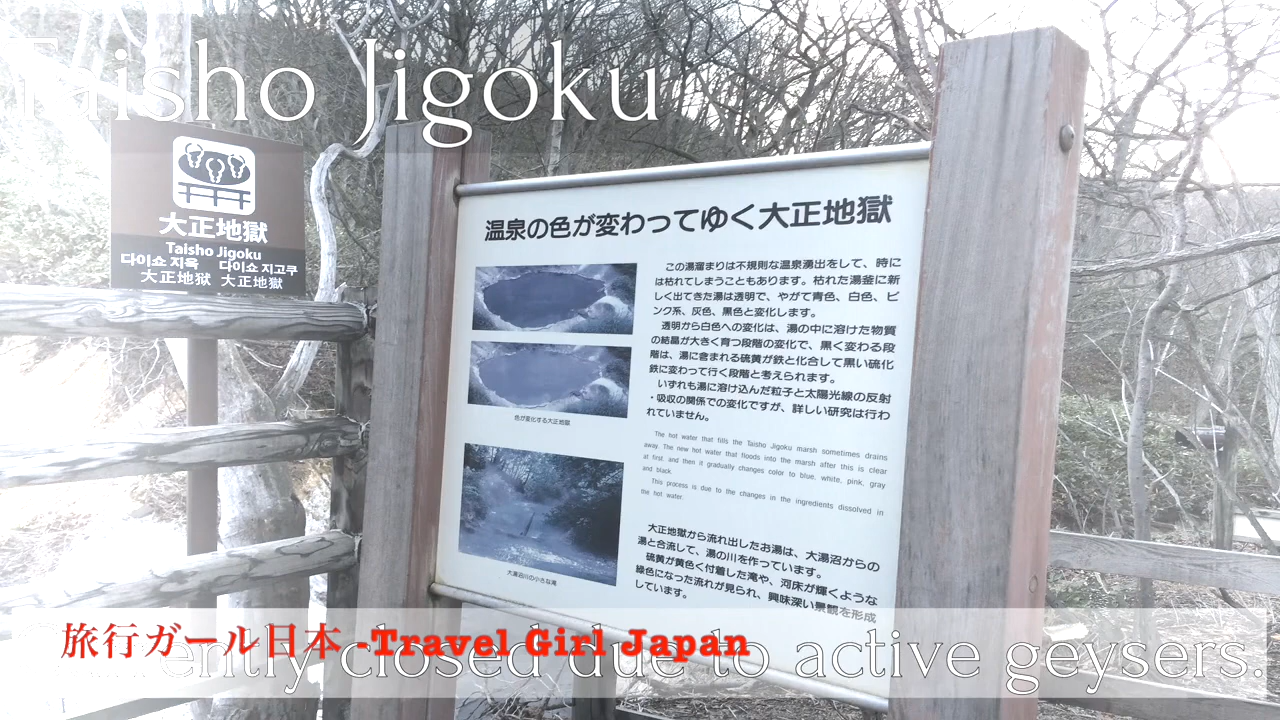 Taisho Jigoku
大正地獄
Taisho Jigoku
다이쇼 지옥 다이쇼 지고쿠
大正地獄 大正地獄
温泉の色が変わってゆく大正地獄
この湯溜まりは不規則な温泉湧出をして、時に
は枯れてしまうこともあります。枯れた湯釜に新
しく出てきた湯は透明で、やがて青色、白色、ピ
ンク系、灰色、黒色と変化します。
透明から白色への変化は、湯の中に溶けた物質
の結晶が大きく育つ段階の変化で、黒く変わる段
階は、湯に含まれる硫黄が鉄と化合して黒い硫化
鉄に変わって行く段階と考えられます。
いずれも湯に溶け込んだ粒子と太陽光線の反射
・吸収の関係での変化ですが、詳しい研究は行わ
れていません。
色が変化する大正地獄
The hot water that fills the Taisho Jigoku marsh sometimes drains
away. The new hot water that floods into the marsh after this is clear
at first, and then it gradually changes color to blue, white, pink, gray
and black.
This process is due to the changes in the ingredients dissolved in
the hot water.
大正地獄から流れ出したお湯は、大湯沼からの
湯と合流して、湯の川を作っています。
硫黄が黄色く付着した滝や、河床が輝くような
緑色になった流れが見られ、興味深い景観を形成
しています。
大湯沼川の小さな滝
旅行ガール日本 -Travel Girl Japan
closed due to active geysers.